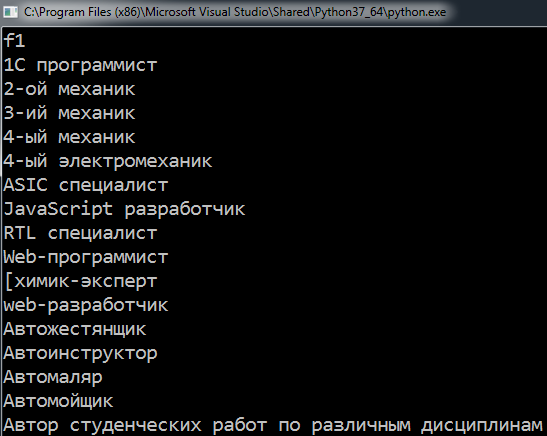 C:\Program Files (x86)\Microsoft Visual Studio\Shared\Python37_64\python.exe
f1
1С программист
2-ой механик
3-ий механик
4-ый механик
4-ый электромеханик
ASIC специалист
JavaScript разработчик
RTL специалист
Web-программист
[химик-эксперт
web-разработчик
Автожестянщик
Автоинструктор
Автомаляр
Автомойщик
Автор студенческих работ по различным дисциплинам